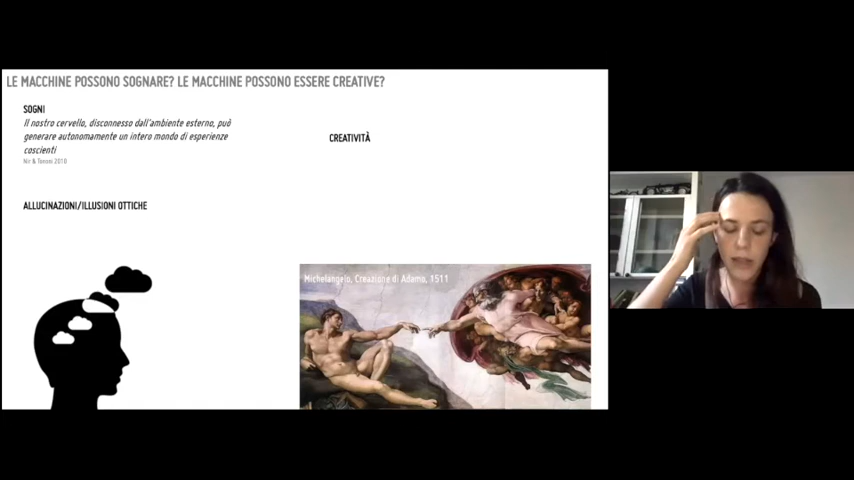 LE MACCHINE POSSONO SOGNARE? LE MACCHINE POSSONO ESSERE CREATIVE?
SOGNI
Il nostro cervello, disconnesso dall'ambiente esterno, può
generare autonomamente un intero mondo di esperienze
coscienti
Nir & Tononi 2010
ALLUCINAZIONI/ILLUSIONI OTTICHE
CREATIVITÀ
Michelangelo, Creazione di Adamo, 1511